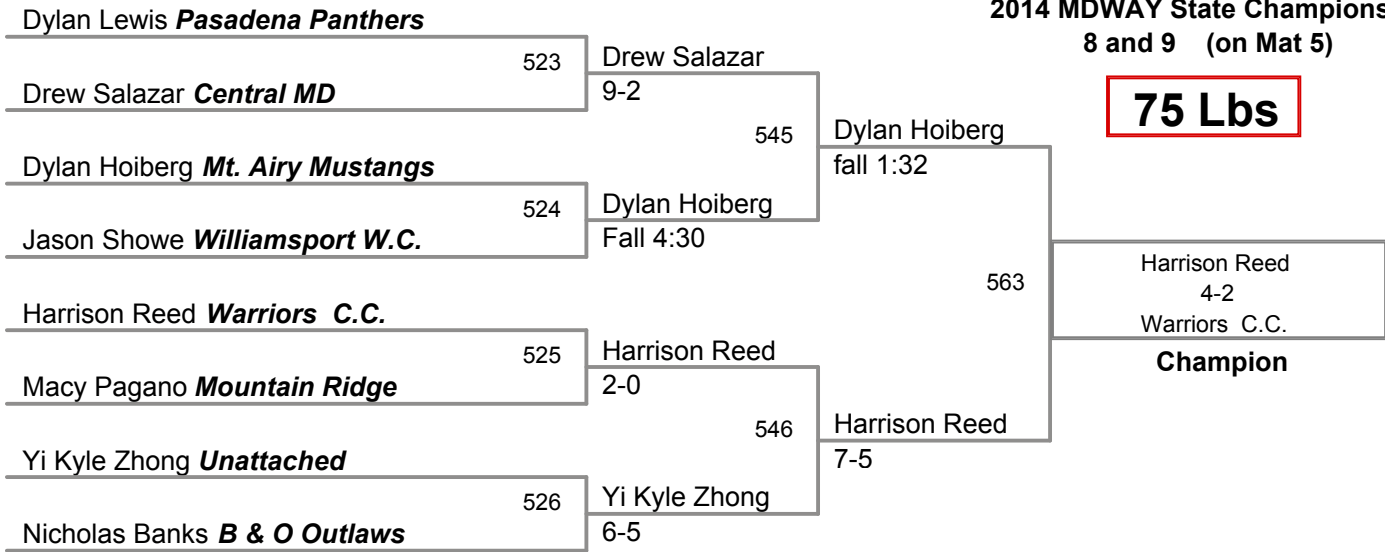 Dylan Lewis Pasadena Panthers
2014 MDWAY State Champions
8 and 9 (on Mat 5)
75 Lbs
523
Drew Salazar
9-2
Drew Salazar Central MD
545
Dylan Hoiberg
fall 1:32
Dylan Hoiberg Mt. Airy Mustangs
524
Dylan Hoiberg
Fall 4:30
Jason Showe Williamsport W.C.
563
Harrison Reed
4-2
Warriors C.C.
Champion
Harrison Reed Warriors C.C.
525
Harrison Reed
2-0
Macy Pagano Mountain Ridge
546
Harrison Reed
7-5
Yi Kyle Zhong Unattached
526
Yi Kyle Zhong
6-5
Nicholas Banks B & O Outlaws